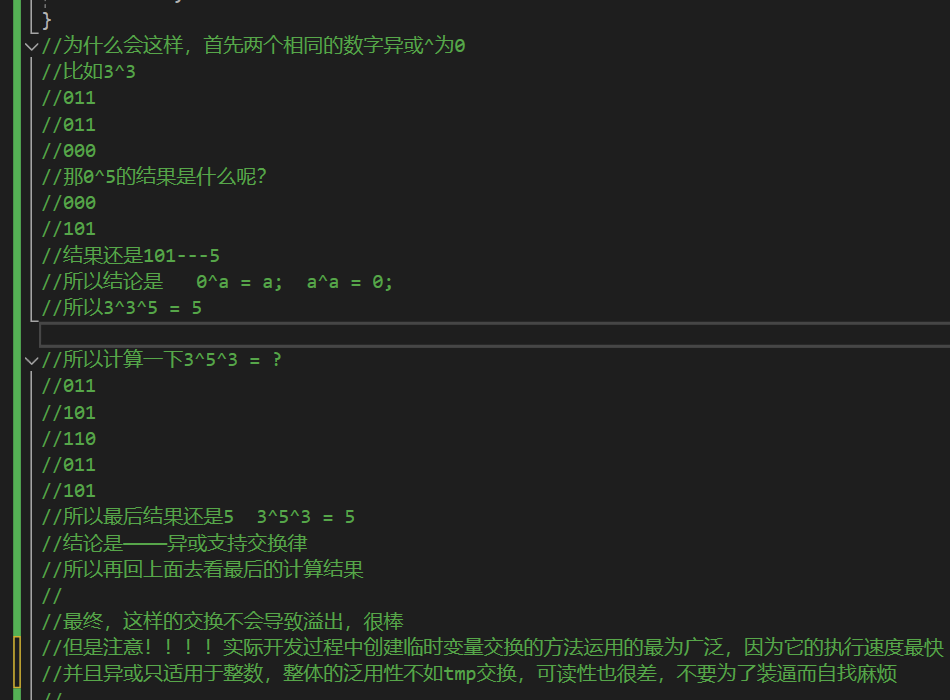 }
//为什么会这样，首先两个相同的数字异或^为0
//比如3^3
//011
//011
//000
//那0^5的结果是什么呢?
//000
//101
//结果还是101---5
//所以结论是   0^a = a;  a^a = 0;
//所以3^3^5 = 5
//所以计算一下3^5^3 = ?
//011
//101
//110
//011
//101
//所以最后结果还是5  3^5^3 = 5
//结论是————异或支持交换律
//所以再回上面去看最后的计算结果
//
//最终，这样的交换不会导致溢出，很棒
//但是注意！！！！实际开发过程中创建临时变量交换的方法运用的最为广泛，因为它的执行速度最快
//并且异或只适用于整数，整体的泛用性不如tmp交换，可读性也很差，不要为了装逼而自找麻烦
//